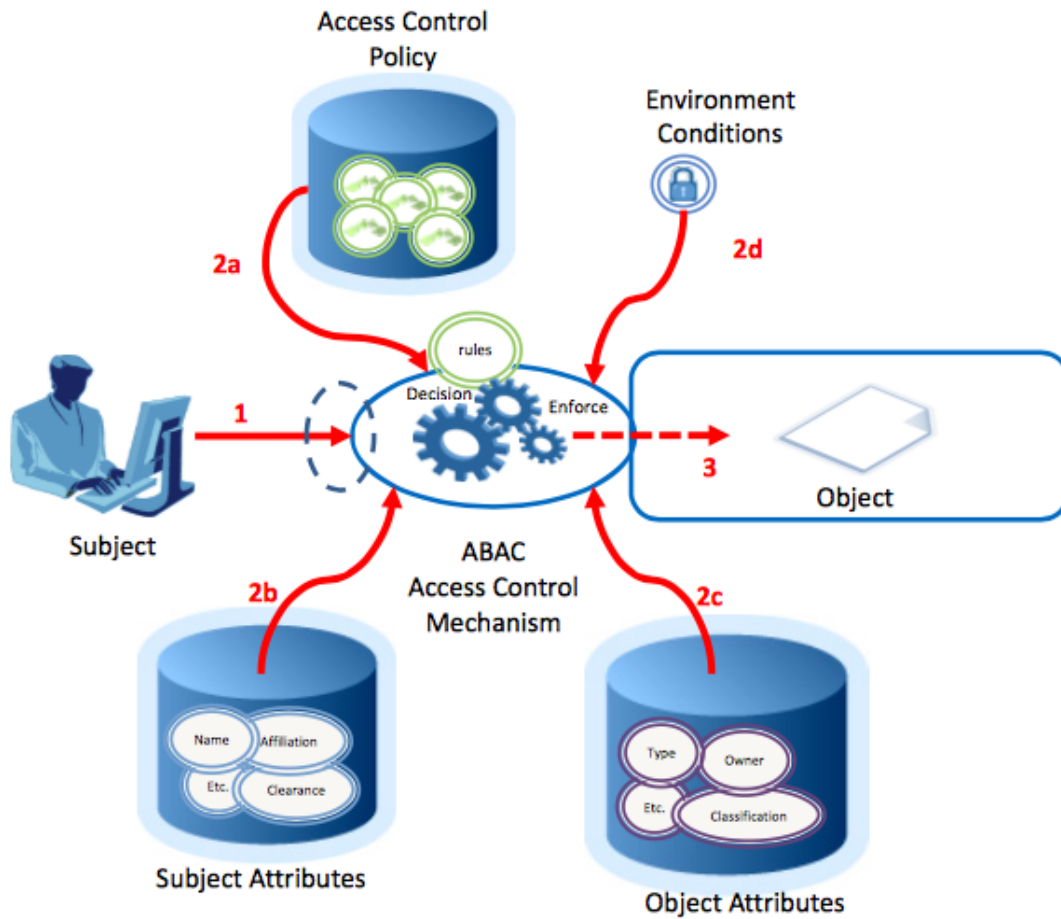 Access Control
Policy
Environment
Conditions
2a
2d
rules
Decision
Enforce
1
3
Subject
Object
ABAC
Access Control
Mechanism
2b
2c
Name
Affiliation
Etc.
Clearance
Type
Owner
Etc.
Classification
Subject Attributes
Object Attributes